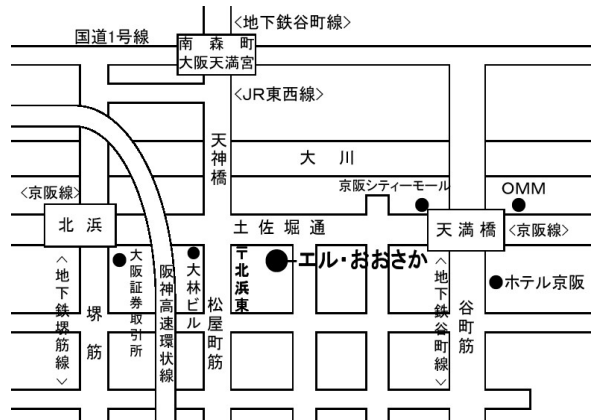 〈地下鉄谷町線〉
国道1号線
南森町
大阪天満宮
〈JR東西線〉
天神橋
大川
京阪シティーモール
OMM
〈京阪線〉
北浜
土佐堀通
天満橋
〈京阪線〉
エル・おおさか
〒北浜東
大林ビル
大阪証券取引所
阪神高速環状線
〈地下鉄堺筋線〉
堺筋
松屋町筋
〈地下鉄谷町線〉
谷町筋
ホテル京阪